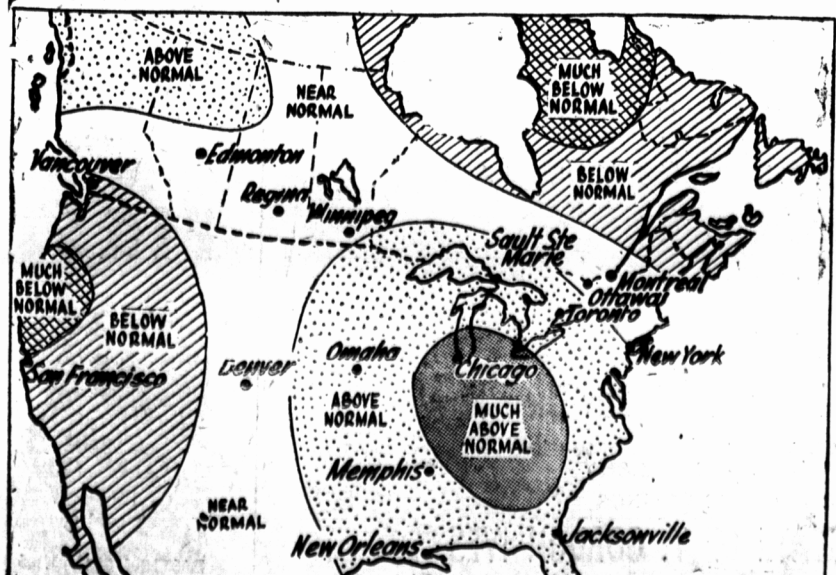 ABOVE
NORMAL
NEAR
NORMAL
MUCH
BELOW
NORMAL
Vancouver
Edmonton
BELOW
NORMAL
Regina
Winnipeg
Sault Ste
Marie
MUCH
BELOW
NORMAL
BELOW
NORMAL
Montreal
Ottawa
Toronto
San Francisco
Denver
Omaha
Chicago
New York
ABOVE
NORMAL
MUCH
ABOVE
NORMAL
Memphis
NEAR
NORMAL
New Orleans
Jacksonville